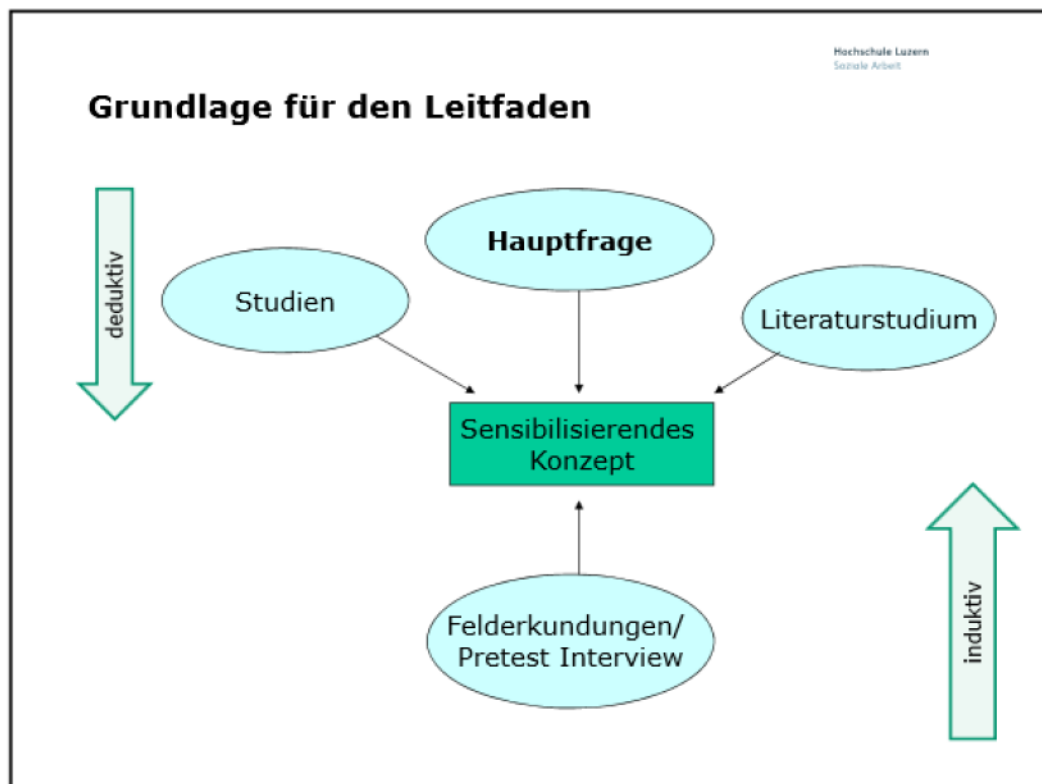 Hochschule Luzern
Soziale Arbeit
Grundlage für den Leitfaden
deduktiv
Hauptfrage
Studien
Literaturstudium
Sensibilisierendes
Konzept
Felderkundungen/
Pretest Interview
induktiv